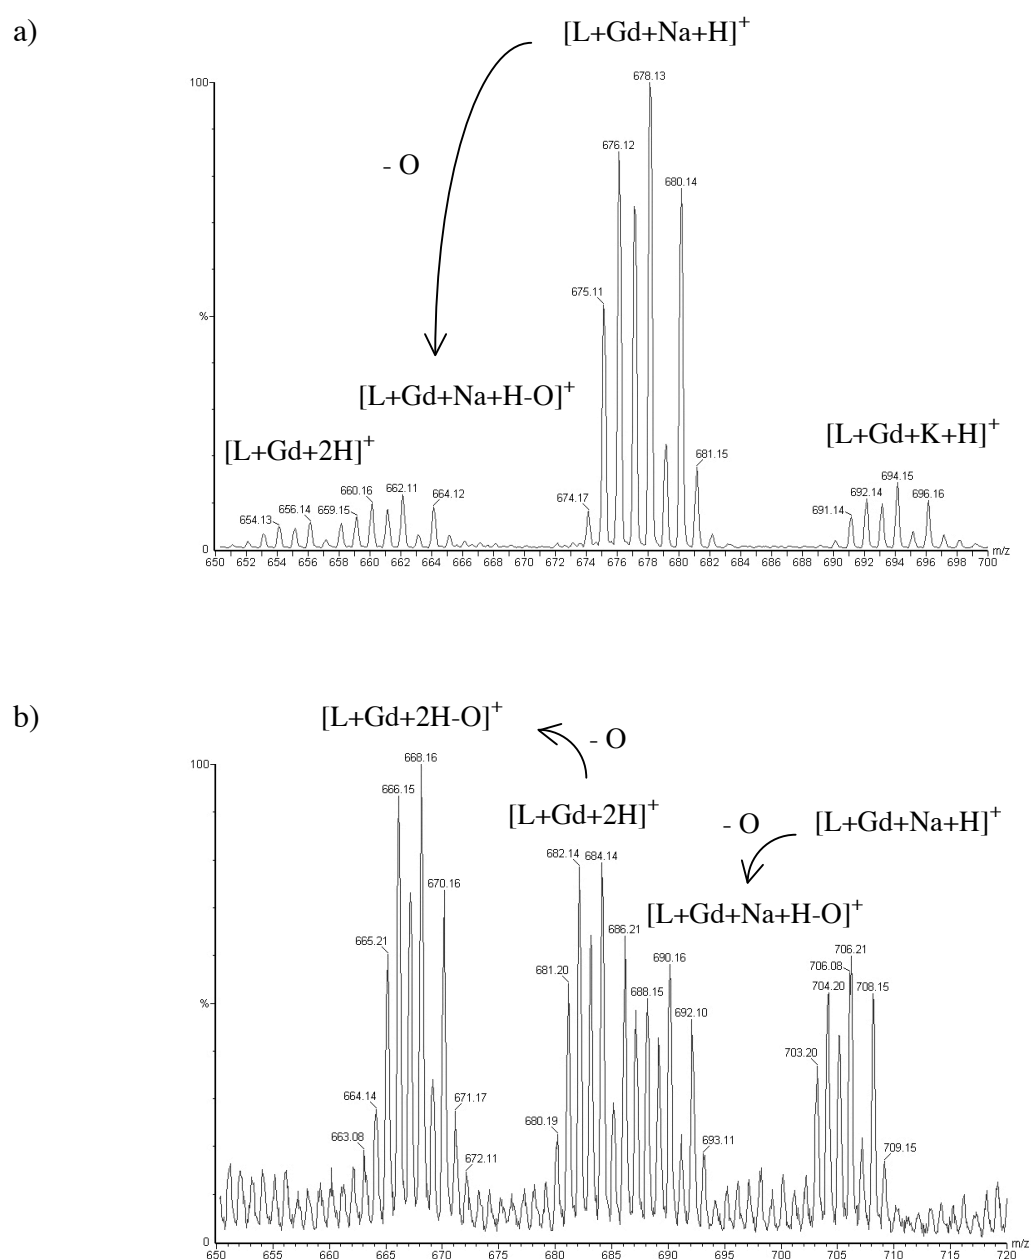 a)
[L+Gd+Na+H]+
100
678.13
676.12
- O
680.14
675.11
%
[L+Gd+Na+H-O]+
[L+Gd+2H]+
[L+Gd+K+H]+
681.15
694.15
660.16
662.11
664.12
674.17
692.14
696.16
654.13
656.14
659.15
691.14
0
650 652 654 656 658 660 662 664 666 668 670 672 674 676 678 680 682 684 686 688 690 692 694 696 698 700
m/z
b)
[L+Gd+2H-O]+
- O
100
668.16
666.15
[L+Gd+2H]+
- O
[L+Gd+Na+H]+
682.14
684.14
670.16
[L+Gd+Na+H-O]+
665.21
686.21
706.21
690.16
706.08
681.20
704.20
688.15
708.15
%
692.10
703.20
664.14
671.17
680.19
663.08
693.11
709.15
672.11
0
650 655 660 665 670 675 680 685 690 695 700 705 710 715 720
m/z